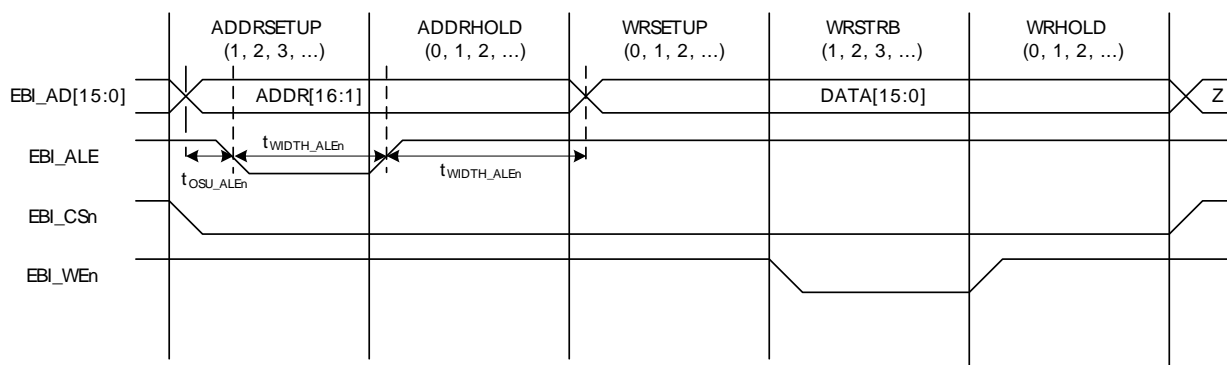 ADDRSETUP ADDRHOLD WRSETUP WRSTRB WRHOLD
(1, 2, 3, ...) (0, 1, 2, ...) (0, 1, 2, ...) (1, 2, 3, ...) (0, 1, 2, ...)
EBI_AD[15:0] ADDR[16:1] DATA[15:0] Z
EBI_ALE tWIDTH_ALEn
tOSU_ALEn tWIDTH_ALEn
EBI_CSn
EBI_WEn